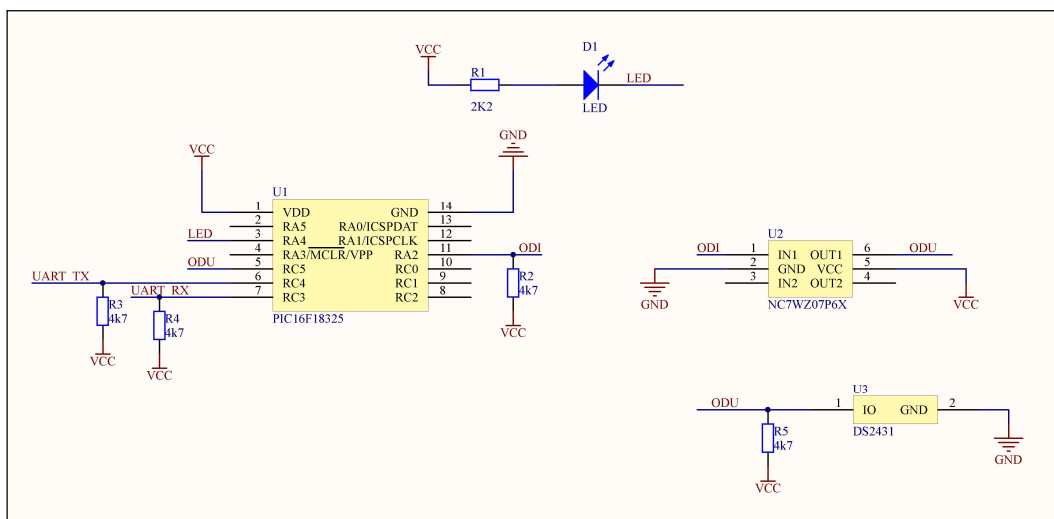 D1
VCC
R1
LED
2K2
LED
GND
VCC
U1
1 VDD GND 14
2 RA5 RA0/ICSPDAT 13
LED 3 RA4 RA1/ICSPCLK 12
4 RA3/MCLR/VPP RA2 11 ODI
ODU 5 RC5 RC0 10
UART_TX 6 RC4 RC1 9
UART_RX 7 RC3 RC2 8
R2
4k7
R3
4k7
R4
4k7
PIC16F18325
VCC
VCC
VCC
U2
ODI 1 IN1 OUT1 6 ODU
2 GND VCC 5
3 IN2 OUT2 4
NC7WZ07P6X
GND
VCC
U3
ODU 1 IO GND 2
DS2431
R5
4k7
GND
VCC